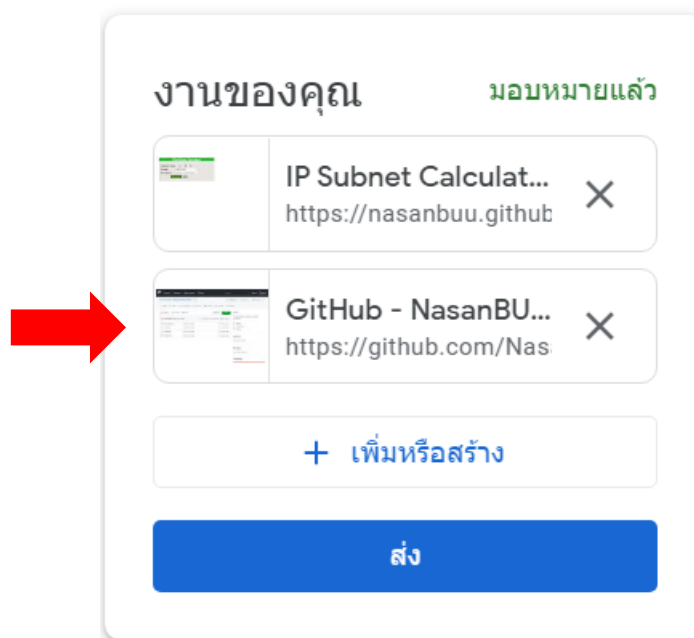 งานของคุณ
มอบหมายแล้ว
IP Subnet Calculat...
https://nasanbuu.github
GitHub - NasanBU...
https://github.com/Nas
+ เพิ่มหรือสร้าง
ส่ง